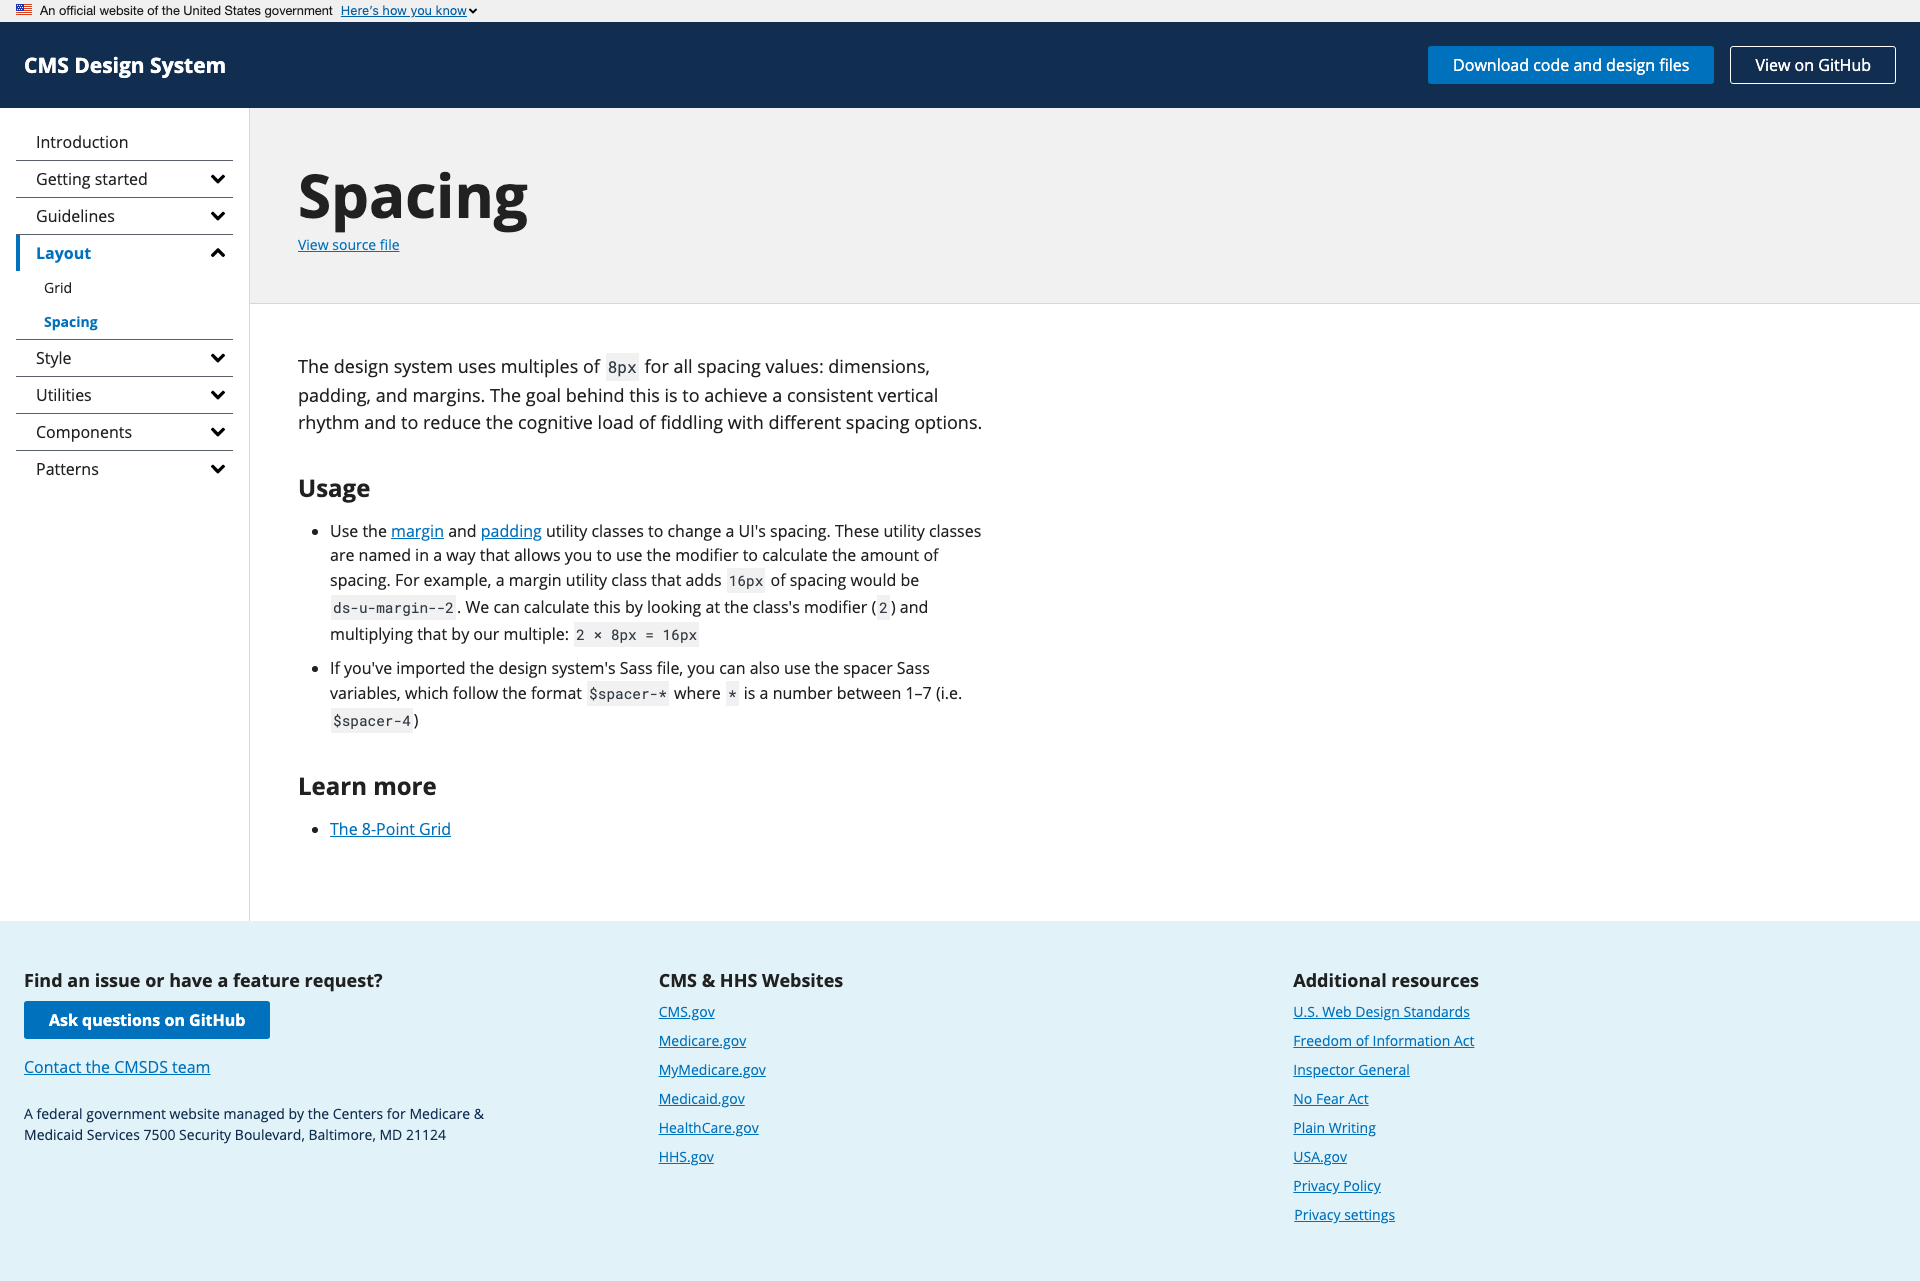 An official website of the United States government Here's how you know
CMS Design System
Download code and design files
View on GitHub
Introduction
Getting started
Guidelines
Layout
Grid
Spacing
Style
Utilities
Components
Patterns
Spacing
View source file
The design system uses multiples of 8px for all spacing values: dimensions,
padding, and margins. The goal behind this is to achieve a consistent vertical
rhythm and to reduce the cognitive load of fiddling with different spacing options.
Usage
• Use the margin and padding utility classes to change a UI's spacing. These utility classes
are named in a way that allows you to use the modifier to calculate the amount of
spacing. For example, a margin utility class that adds 16px of spacing would be
ds-u-margin--2. We can calculate this by looking at the class's modifier (2) and
multiplying that by our multiple: 2 × 8px = 16px
• If you've imported the design system's Sass file, you can also use the spacer Sass
variables, which follow the format $spacer-* where * is a number between 1–7 (i.e.
$spacer-4)
Learn more
• The 8-Point Grid
Find an issue or have a feature request?
Ask questions on GitHub
Contact the CMSDS team
A federal government website managed by the Centers for Medicare &
Medicaid Services 7500 Security Boulevard, Baltimore, MD 21124
CMS & HHS Websites
CMS.gov
Medicare.gov
MyMedicare.gov
Medicaid.gov
HealthCare.gov
HHS.gov
Additional resources
U.S. Web Design Standards
Freedom of Information Act
Inspector General
No Fear Act
Plain Writing
USA.gov
Privacy Policy
Privacy settings